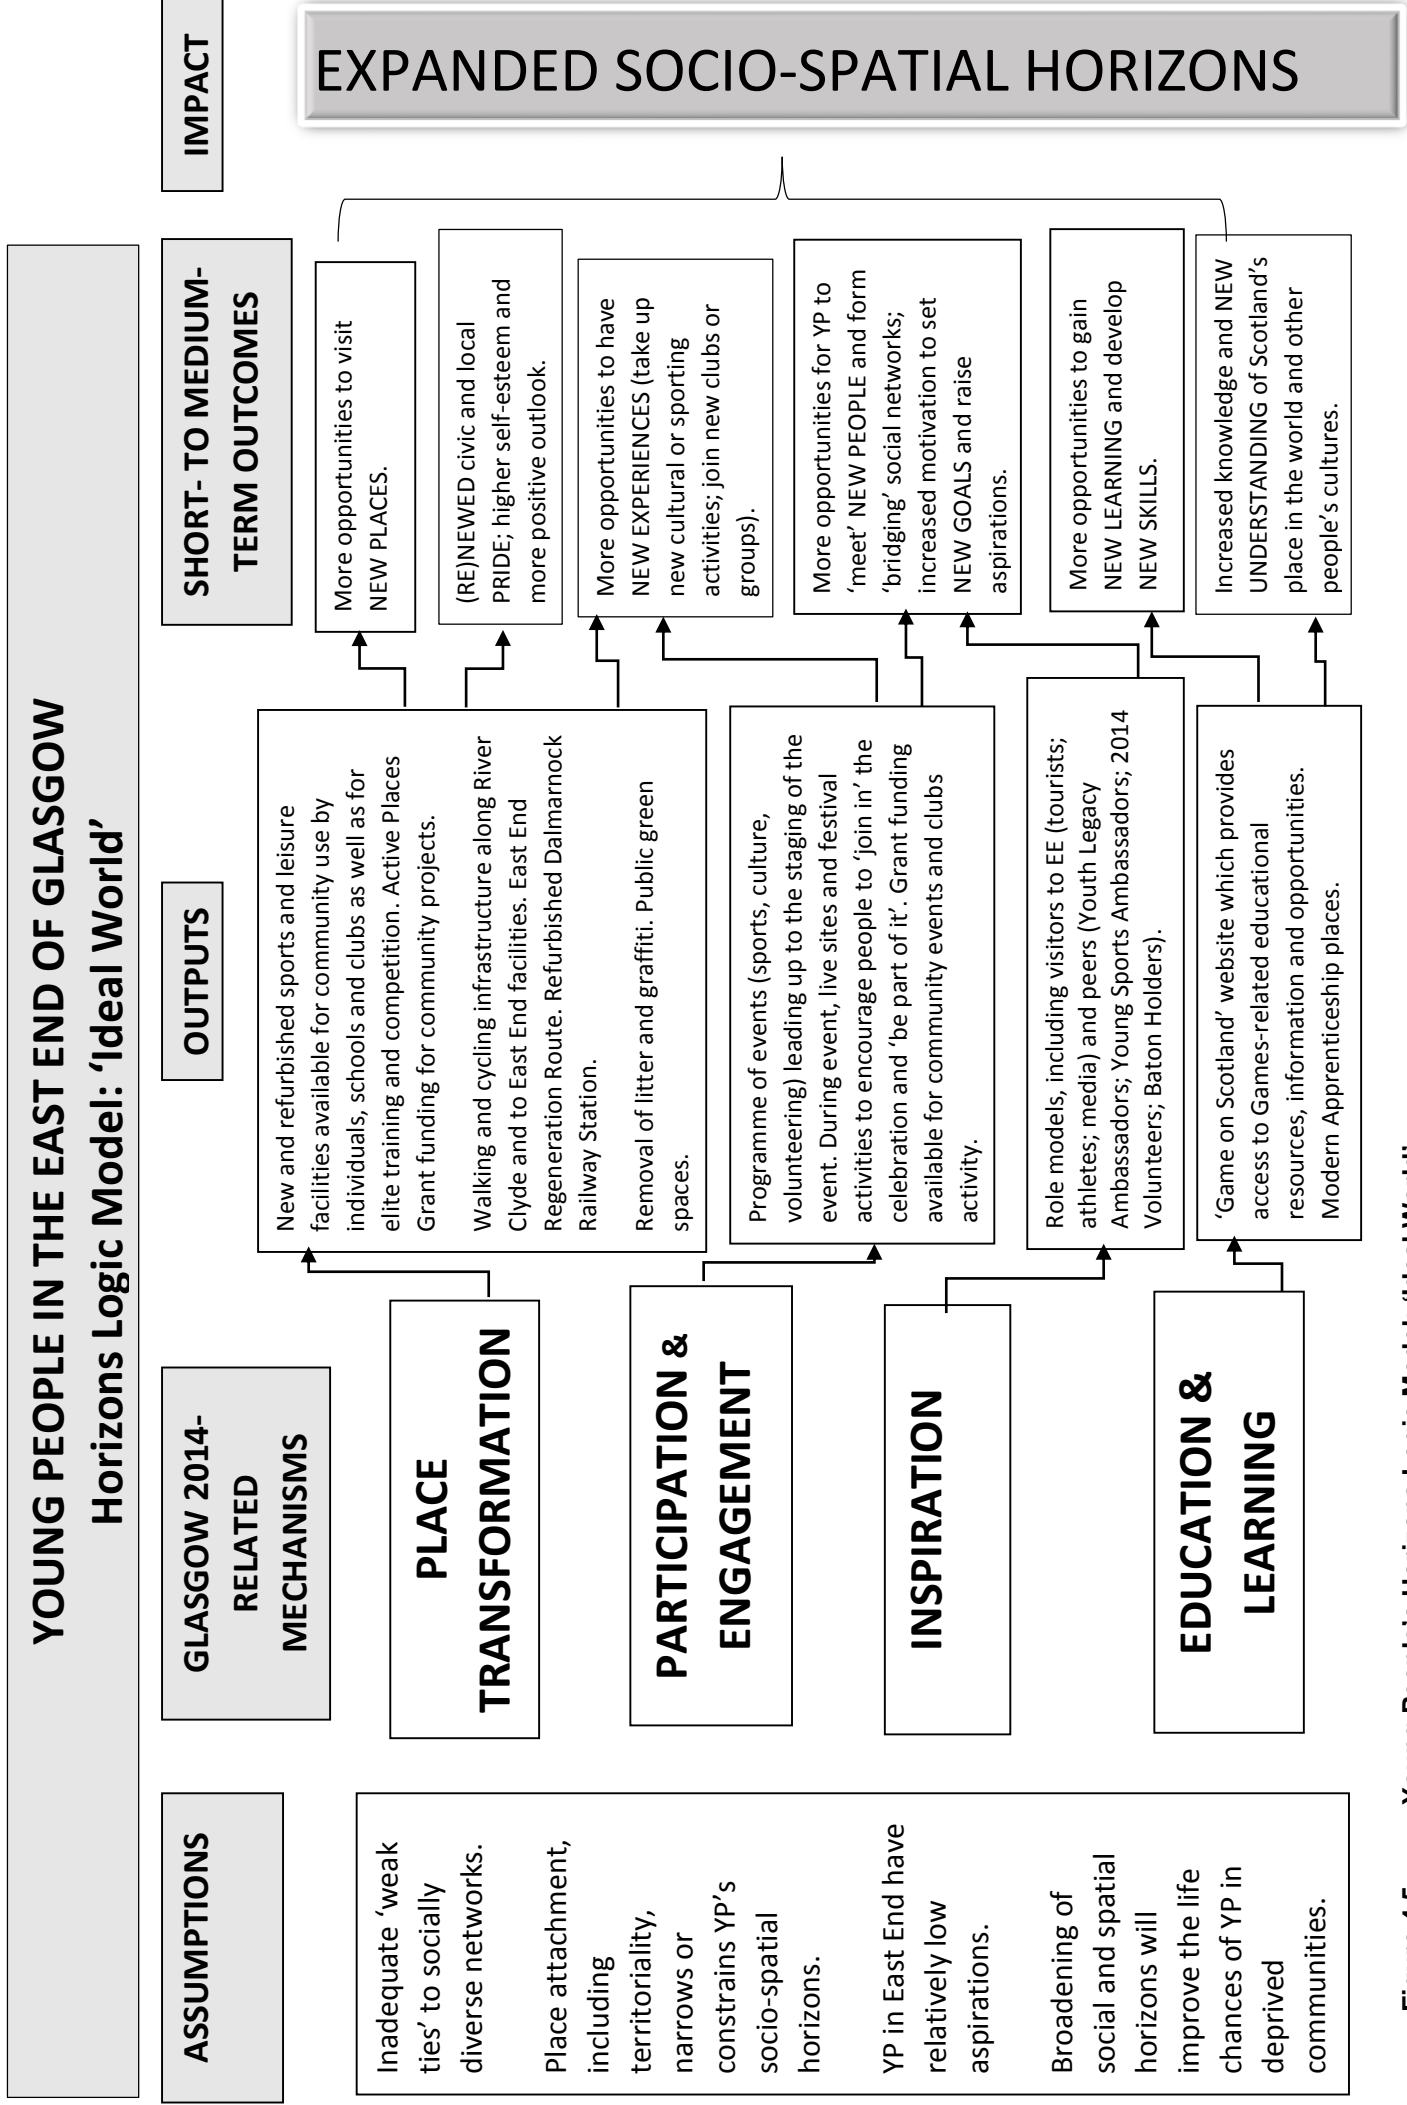 YOUNG PEOPLE IN THE EAST END OF GLASGOW
Horizons Logic Model: ‘Ideal World’
ASSUMPTIONS
Inadequate ‘weak
ties’ to socially
diverse networks.
Place attachment,
including
territoriality,
narrows or
constrains YP’s
socio-spatial
horizons.
YP in East End have
relatively low
aspirations.
Broadening of
social and spatial
horizons will
improve the life
chances of YP in
deprived
communities.
GLASGOW 2014-
RELATED
MECHANISMS
PLACE
TRANSFORMATION
PARTICIPATION &
ENGAGEMENT
INSPIRATION
EDUCATION &
LEARNING
OUTPUTS
New and refurbished sports and leisure
facilities available for community use by
individuals, schools and clubs as well as for
elite training and competition. Active Places
Grant funding for community projects.
Walking and cycling infrastructure along River
Clyde and to East End facilities. East End
Regeneration Route. Refurbished Dalmarnock
Railway Station.
Removal of litter and graffiti. Public green
spaces.
Programme of events (sports, culture,
volunteering) leading up to the staging of the
event. During event, live sites and festival
activities to encourage people to ‘join in’ the
celebration and ‘be part of it’. Grant funding
available for community events and clubs
activity.
Role models, including visitors to EE (tourists;
athletes; media) and peers (Youth Legacy
Ambassadors; Young Sports Ambassadors; 2014
Volunteers; Baton Holders).
‘Game on Scotland’ website which provides
access to Games-related educational
resources, information and opportunities.
Modern Apprenticeship places.
SHORT- TO MEDIUM-
TERM OUTCOMES
More opportunities to visit
NEW PLACES.
(RE)NEWED civic and local
PRIDE; higher self-esteem and
more positive outlook.
More opportunities to have
NEW EXPERIENCES (take up
new cultural or sporting
activities; join new clubs or
groups).
More opportunities for YP to
‘meet’ NEW PEOPLE and form
‘bridging’ social networks;
increased motivation to set
NEW GOALS and raise
aspirations.
More opportunities to gain
NEW LEARNING and develop
NEW SKILLS.
Increased knowledge and NEW
UNDERSTANDING of Scotland’s
place in the world and other
people’s cultures.
IMPACT
EXPANDED SOCIO-SPATIAL HORIZONS